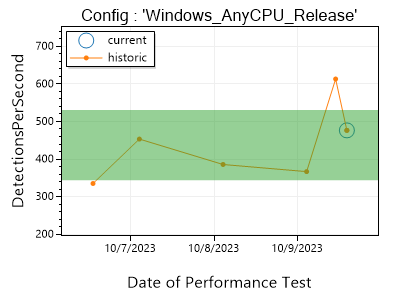 Config : 'Windows_AnyCPU_Release'
current
historic
DetectionsPerSecond
700
600
500
400
300
200
10/7/2023
10/8/2023
10/9/2023
Date of Performance Test